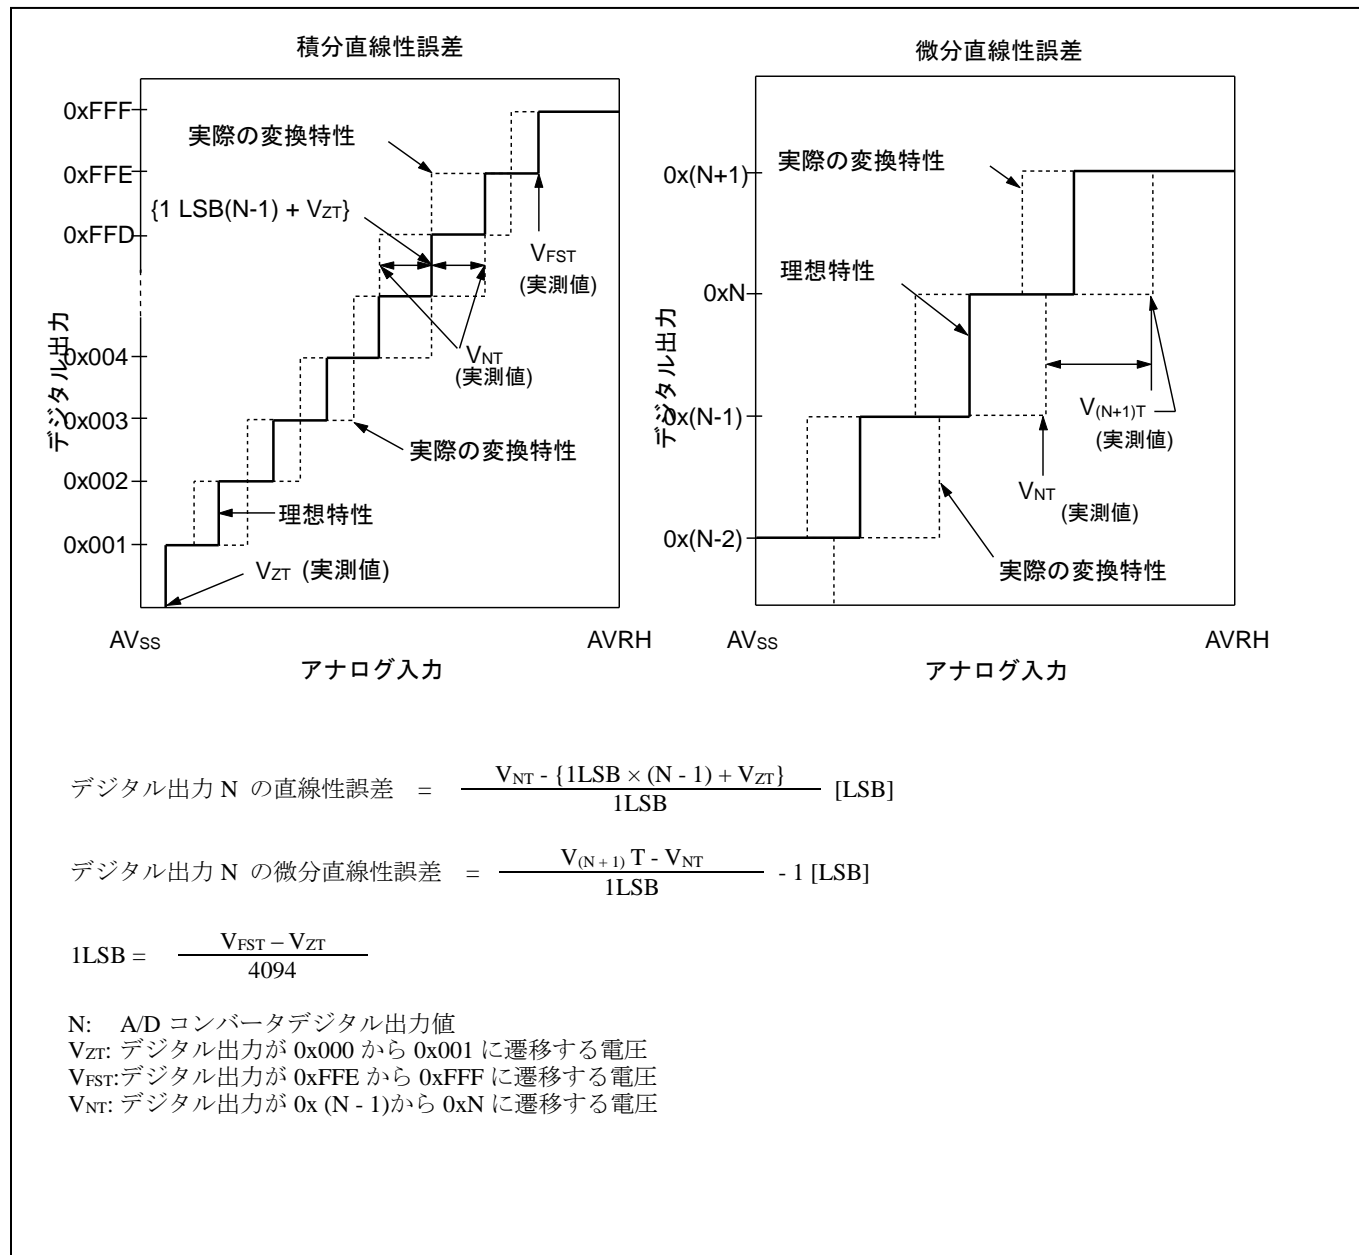 積分直線性誤差
0xFFF
0xFFE
0xFFD
0x004
0x003
0x002
0x001
デジタル出力
実際の変換特性
{1 LSB(N-1) + VZT}
VFST
(実測値)
VNT
(実測値)
実際の変換特性
理想特性
VZT (実測値)
AVSS
AVRH
アナログ入力
微分直線性誤差
0x(N+1)
0xN
0x(N-1)
0x(N-2)
デジタル出力
実際の変換特性
理想特性
V(N+1)T
(実測値)
VNT
(実測値)
実際の変換特性
AVSS
AVRH
アナログ入力
デジタル出力 N の直線性誤差 = VNT - {1LSB × (N - 1) + VZT} / 1LSB [LSB]
デジタル出力 N の微分直線性誤差 = V(N + 1) T - VNT / 1LSB - 1 [LSB]
1LSB = VFST – VZT / 4094
N: A/D コンバータデジタル出力値
VZT: デジタル出力が 0x000 から 0x001 に遷移する電圧
VFST:デジタル出力が 0xFFE から 0xFFF に遷移する電圧
VNT: デジタル出力が 0x (N - 1)から 0xN に遷移する電圧